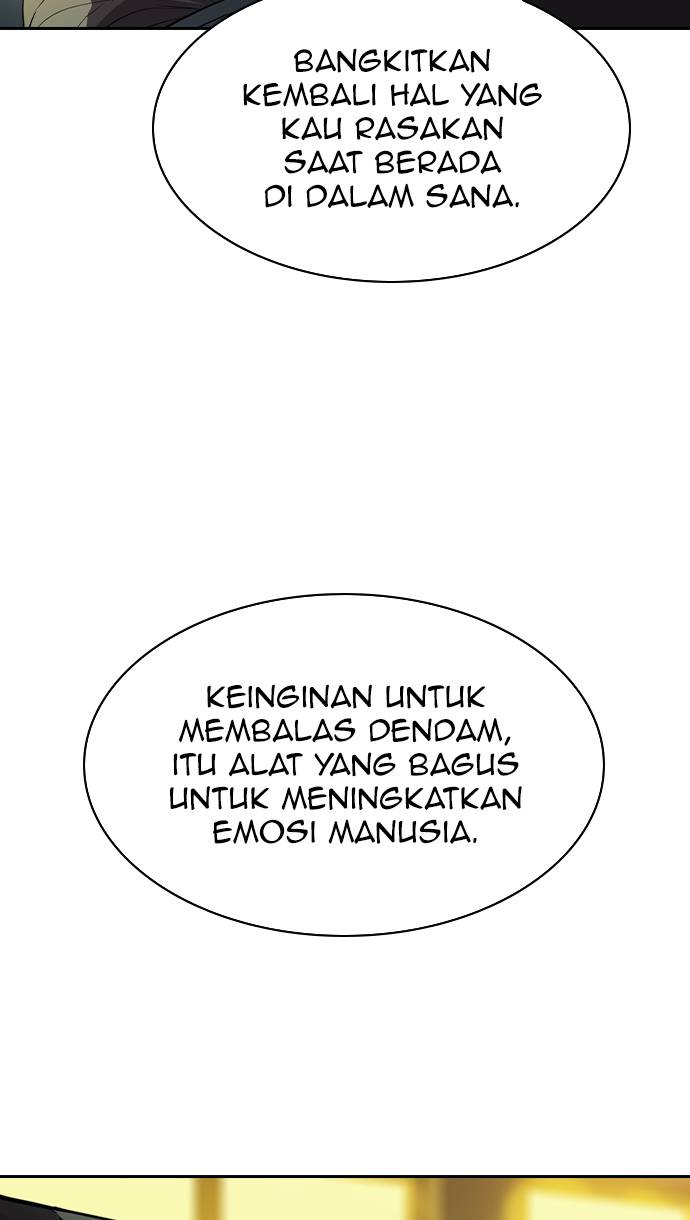 BANGKITKAN
KEMBALI HAL YANG
KAU RASAKAN
SAAT BERADA
DI DALAM SANA.
KEINGINAN UNTUK
MEMBALAS DENDAM,
ITU ALAT YANG BAGUS
UNTUK MENINGKATKAN
EMOSI MANUSIA.